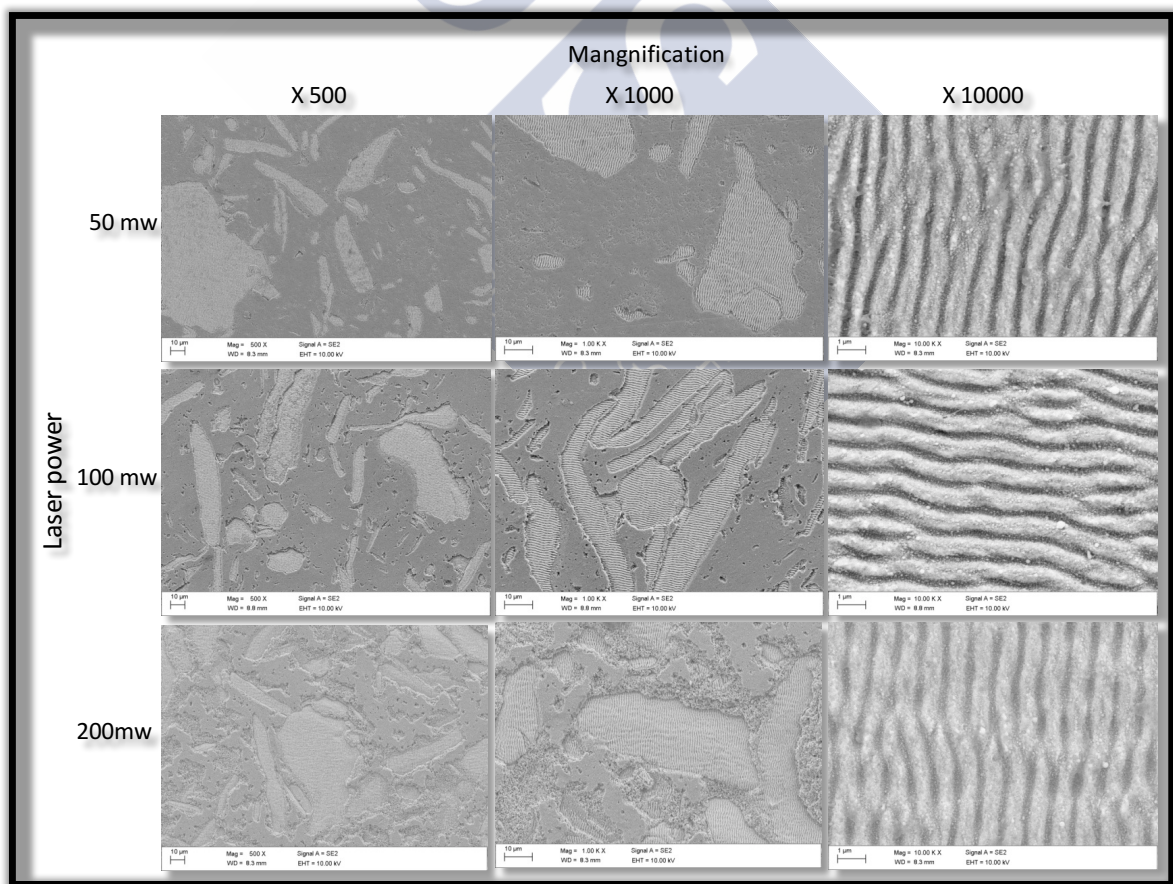 Mangnification
X 500
X 1000
X 10000
50 mw
10 µm
Mag = 500 X
Signal A = SE2
WD = 8.3 mm
EHT = 10.00 kV
10 µm
Mag = 1.00 K X
Signal A = SE2
WD = 8.3 mm
EHT = 10.00 kV
1 µm
Mag = 10.00 K X
Signal A = SE2
WD = 8.3 mm
EHT = 10.00 kV
Laser power
100 mw
10 µm
Mag = 500 X
Signal A = SE2
WD = 8.8 mm
EHT = 10.00 kV
10 µm
Mag = 1.00 K X
Signal A = SE2
WD = 8.8 mm
EHT = 10.00 kV
1 µm
Mag = 10.00 K X
Signal A = SE2
WD = 8.8 mm
EHT = 10.00 kV
200mw
10 µm
Mag = 500 X
Signal A = SE2
WD = 8.3 mm
EHT = 10.00 kV
10 µm
Mag = 1.00 K X
Signal A = SE2
WD = 8.3 mm
EHT = 10.00 kV
1 µm
Mag = 10.00 K X
Signal A = SE2
WD = 8.3 mm
EHT = 10.00 kV